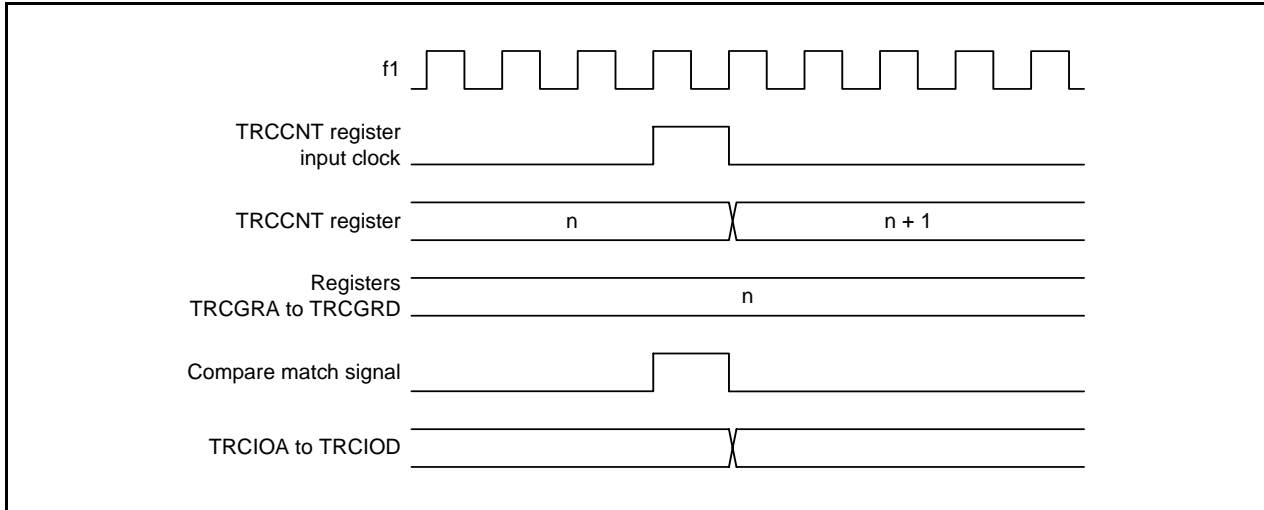 f1
TRCCNT register
input clock
TRCCNT register
n
n + 1
Registers
TRCGRA to TRCGRD
n
Compare match signal
TRCIOA to TRCIOD